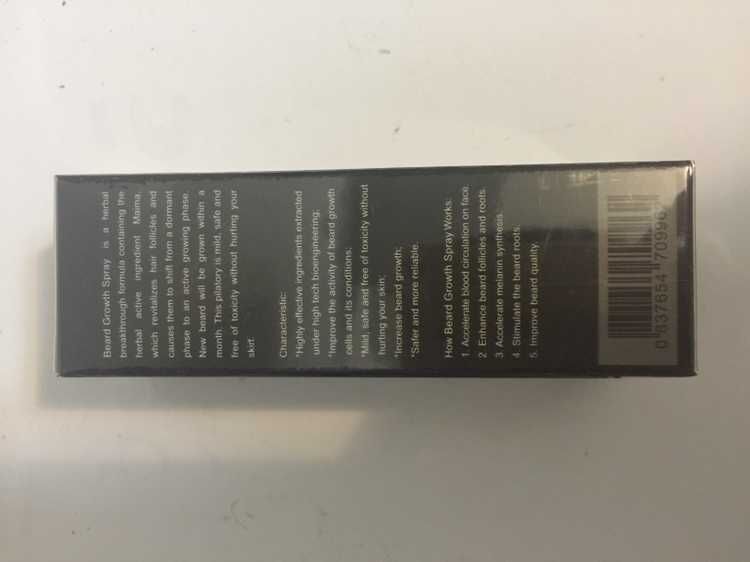 Beard Growth Spray is a herbal
breakthrough formula containing the
herbal active ingredient Maima,
which revitalizes hair follicles and
causes them to shift from a dormant
phase to an active growing phase.
New beard will be grown within a
month. This pilatory is mild, safe and
free of toxicity without hurting your
skirt.
Characteristic:
*Highly effective ingredients extracted
under high tech bioengineering;
*Improve the activity of beard growth
cells and its conditions;
*Mild, safe and free of toxicity without
hurting your skin;
*Increase beard growth;
*Safer and more reliable.
How Beard Growth Spray Works:
1. Accelerate blood circulation on face.
2. Enhance beard follicles and roots.
3 Accelerate melanin synthesis.
4. Stimulate the beard roots.
5. Improve beard quality.
0 637654 70996